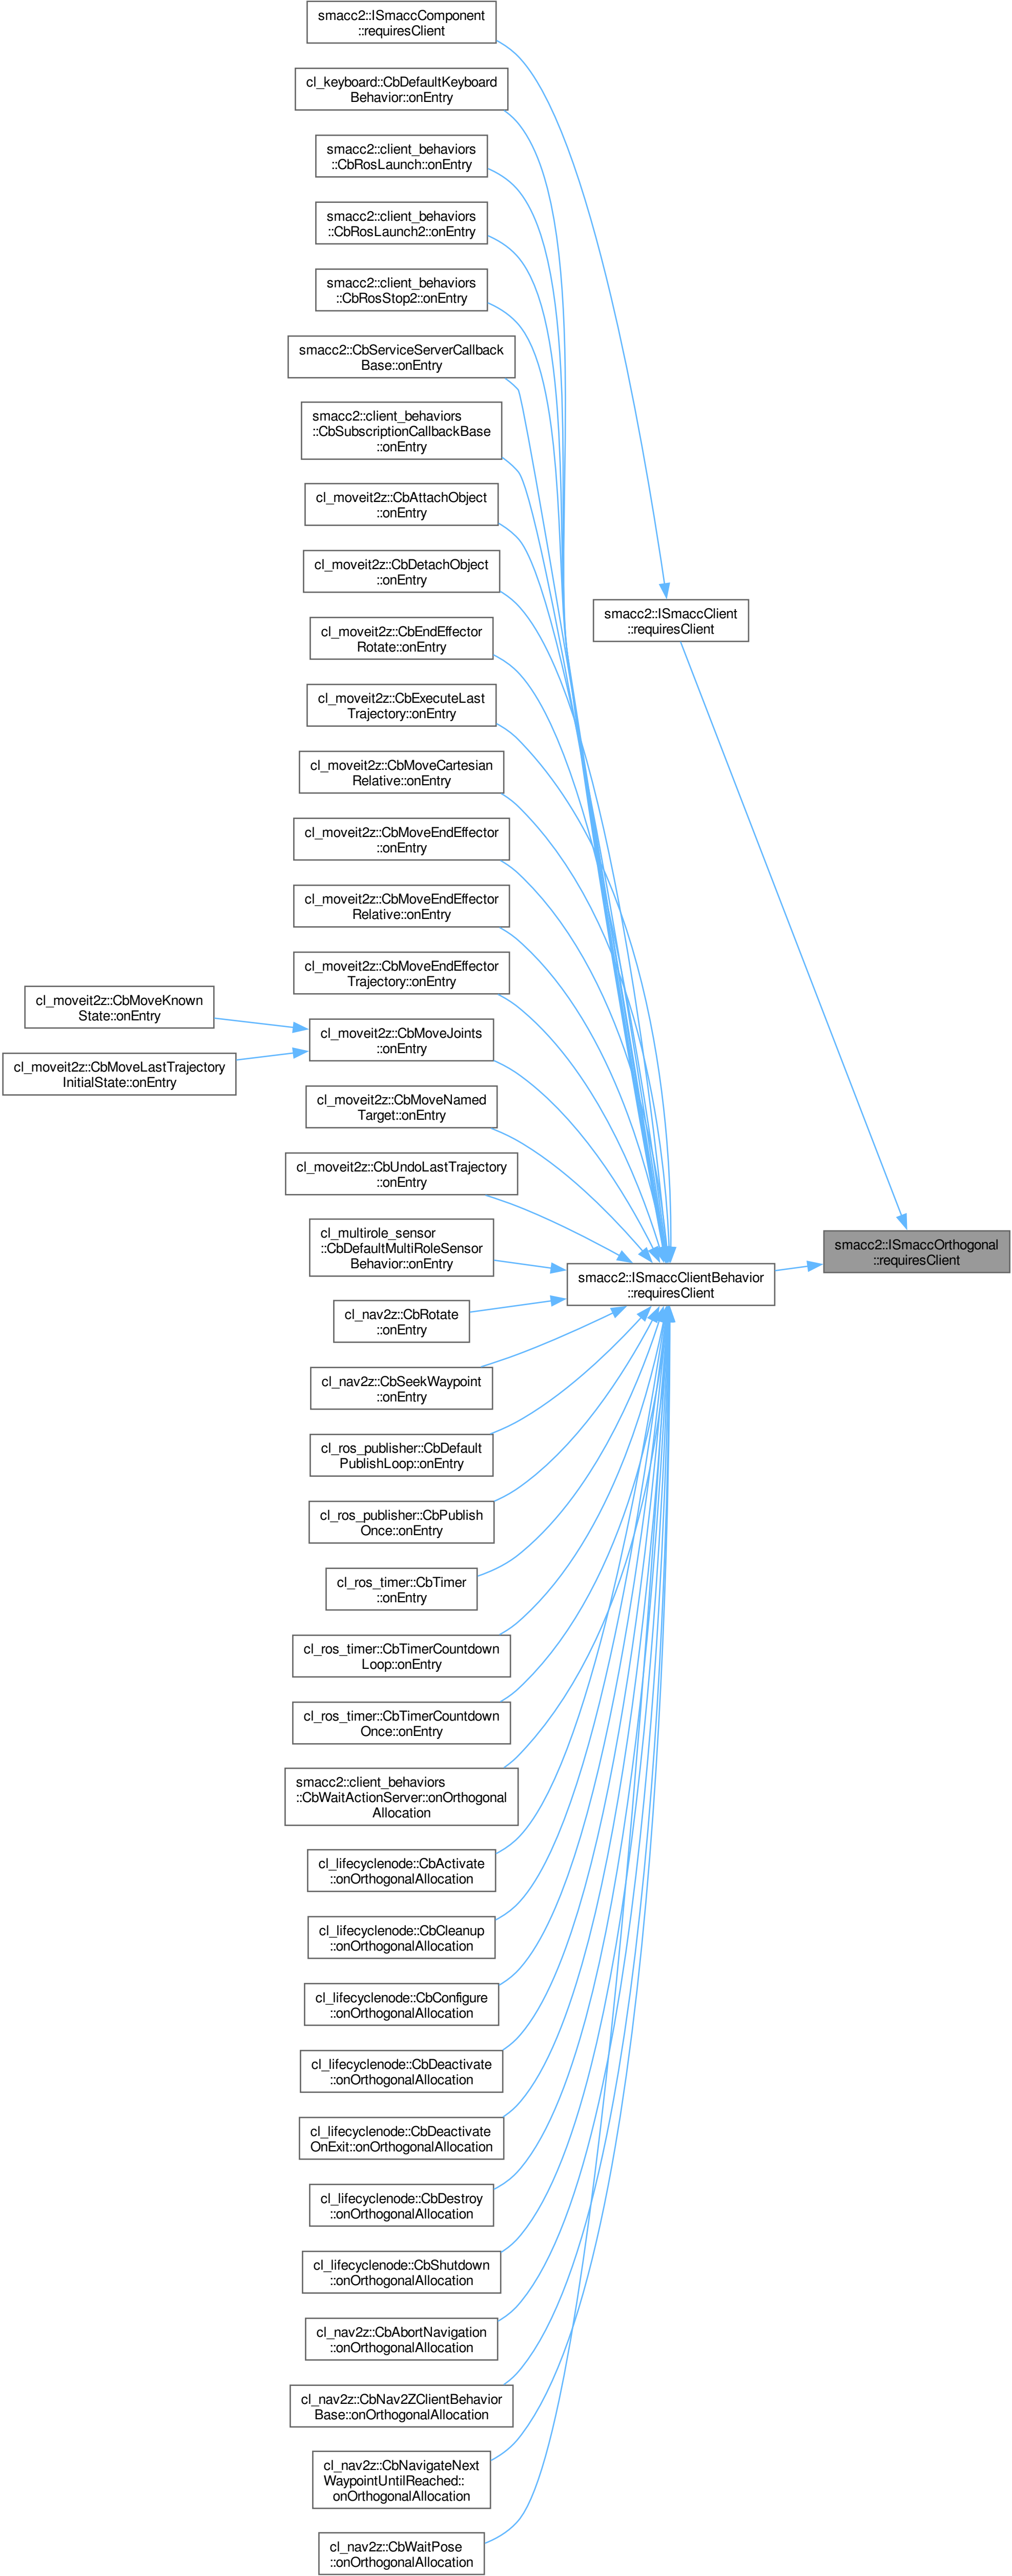 smacc2::ISmaccComponent
::requiresClient
cl_keyboard::CbDefaultKeyboard
Behavior::onEntry
smacc2::client_behaviors
::CbRosLaunch::onEntry
smacc2::client_behaviors
::CbRosLaunch2::onEntry
smacc2::client_behaviors
::CbRosStop2::onEntry
smacc2::CbServiceServerCallback
Base::onEntry
smacc2::client_behaviors
::CbSubscriptionCallbackBase
::onEntry
cl_moveit2z::CbAttachObject
::onEntry
cl_moveit2z::CbDetachObject
::onEntry
cl_moveit2z::CbEndEffector
Rotate::onEntry
cl_moveit2z::CbExecuteLast
Trajectory::onEntry
cl_moveit2z::CbMoveCartesian
Relative::onEntry
cl_moveit2z::CbMoveEndEffector
::onEntry
cl_moveit2z::CbMoveEndEffector
Relative::onEntry
cl_moveit2z::CbMoveEndEffector
Trajectory::onEntry
cl_moveit2z::CbMoveKnown
State::onEntry
cl_moveit2z::CbMoveJoints
::onEntry
cl_moveit2z::CbMoveLastTrajectory
InitialState::onEntry
cl_moveit2z::CbMoveNamed
Target::onEntry
cl_moveit2z::CbUndoLastTrajectory
::onEntry
cl_multirole_sensor
::CbDefaultMultiRoleSensor
Behavior::onEntry
cl_nav2z::CbRotate
::onEntry
cl_nav2z::CbSeekWaypoint
::onEntry
cl_ros_publisher::CbDefault
PublishLoop::onEntry
cl_ros_publisher::CbPublish
Once::onEntry
cl_ros_timer::CbTimer
::onEntry
cl_ros_timer::CbTimerCountdown
Loop::onEntry
cl_ros_timer::CbTimerCountdown
Once::onEntry
smacc2::client_behaviors
::CbWaitActionServer::onOrthogonal
Allocation
cl_lifecyclenode::CbActivate
::onOrthogonalAllocation
cl_lifecyclenode::CbCleanup
::onOrthogonalAllocation
cl_lifecyclenode::CbConfigure
::onOrthogonalAllocation
cl_lifecyclenode::CbDeactivate
::onOrthogonalAllocation
cl_lifecyclenode::CbDeactivate
OnExit::onOrthogonalAllocation
cl_lifecyclenode::CbDestroy
::onOrthogonalAllocation
cl_lifecyclenode::CbShutdown
::onOrthogonalAllocation
cl_nav2z::CbAbortNavigation
::onOrthogonalAllocation
cl_nav2z::CbNav2ZClientBehavior
Base::onOrthogonalAllocation
cl_nav2z::CbNavigateNext
WaypointUntilReached::
onOrthogonalAllocation
cl_nav2z::CbWaitPose
::onOrthogonalAllocation
smacc2::ISmaccClient
::requiresClient
smacc2::ISmaccClientBehavior
::requiresClient
smacc2::ISmaccOrthogonal
::requiresClient